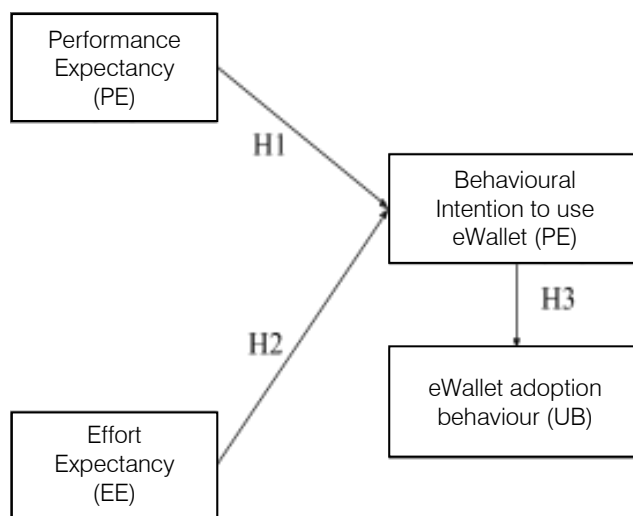 Performance
Expectancy
(PE)
H1
Behavioural
Intention to use
eWallet (PE)
H3
H2
eWallet adoption
behaviour (UB)
Effort
Expectancy
(EE)